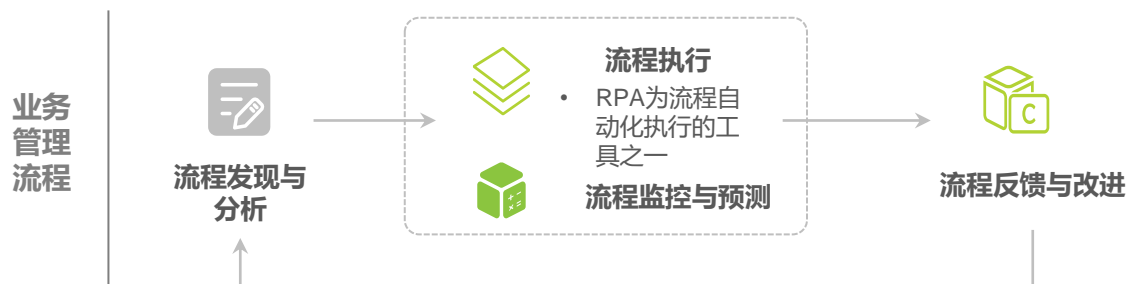 业务
管理
流程
流程发现与
分析
流程执行
• RPA为流程自
动化执行的工
具之一
流程监控与预测
C
流程反馈与改进